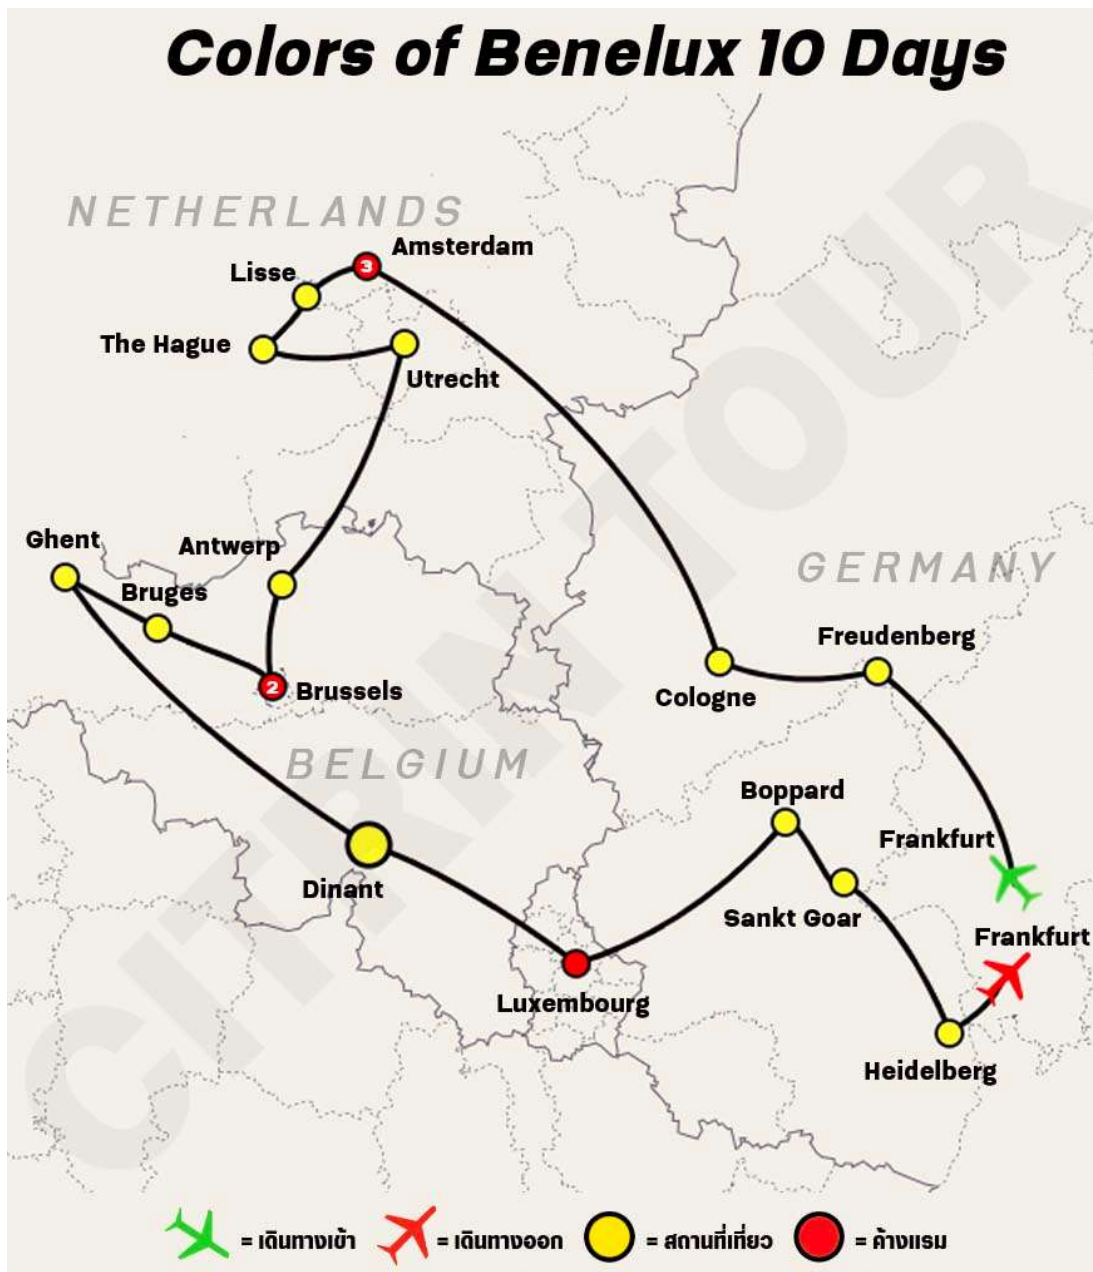 Colors of Benelux 10 Days
NETHERLANDS
Amsterdam
3
Lisse
The Hague
Utrecht
Ghent
Antwerp
Bruges
GERMANY
Freudenberg
Cologne
2
Brussels
BELGIUM
Boppard
Frankfurt
Dinant
Sankt Goar
Frankfurt
Luxembourg
Heidelberg
CITRIN TOUR
= เดินทางเข้า = เดินทางออก = สถานที่เที่ยว = ค้างแรม